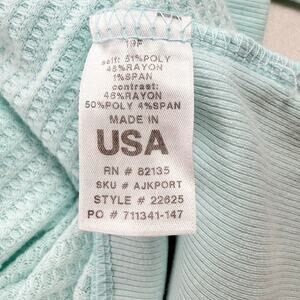 self: 51%POLY
48%RAYON
1%SPAN
contrast:
46%RAYON
50%POLY 4%SPAN
MADE IN
USA
RN # 82135
SKU # AJKPORT
STYLE # 22625
PO # 711341-147